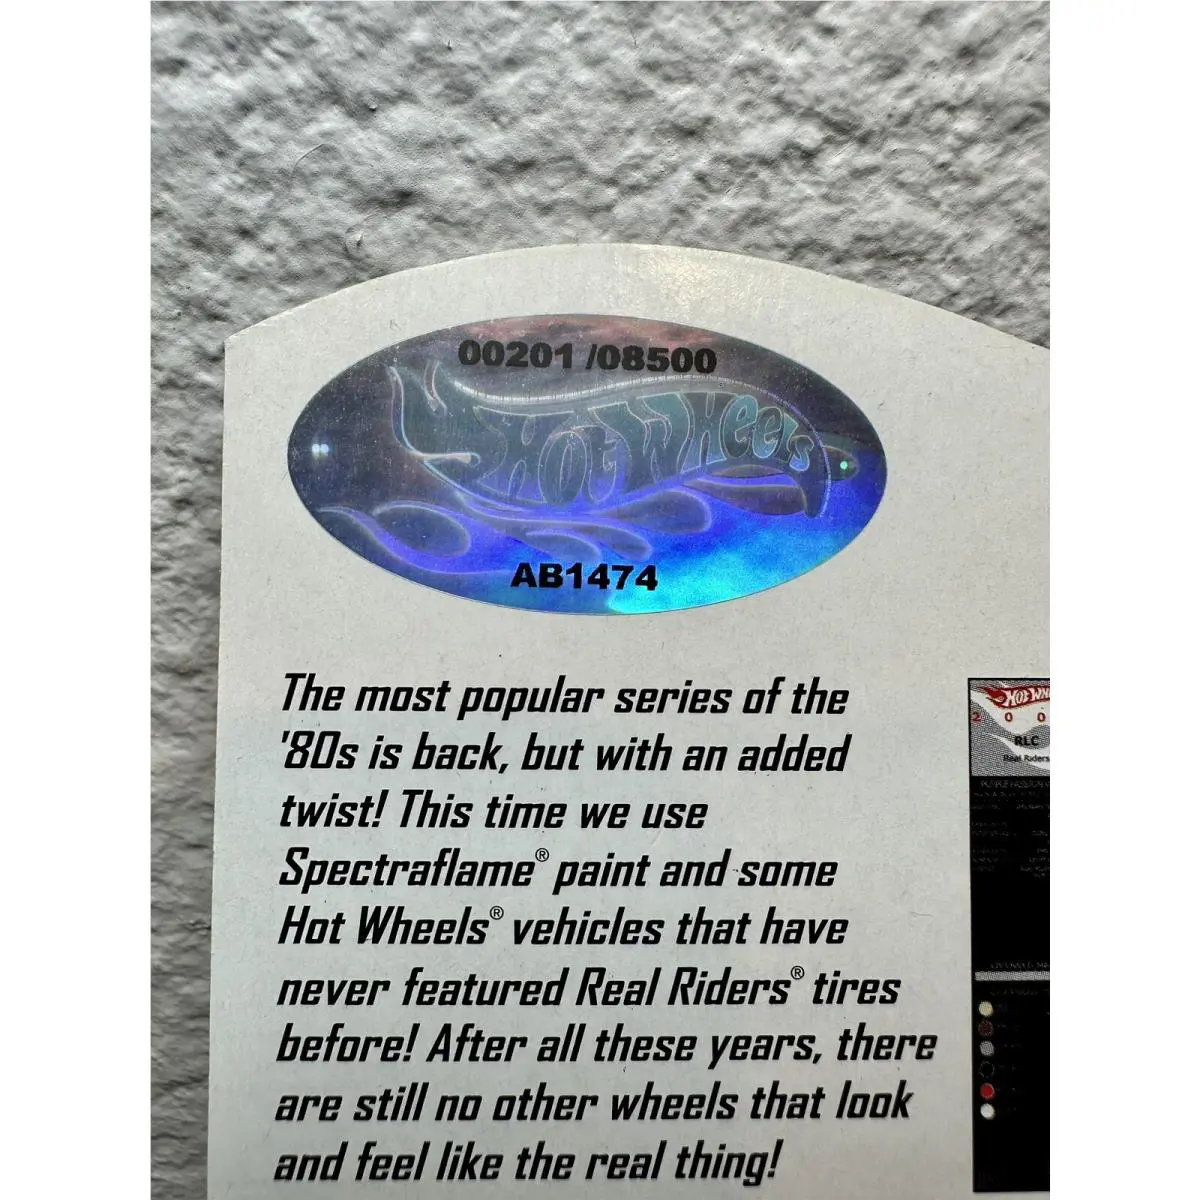 00201 /08500
Hot Wheels
AB1474
The most popular series of the
'80s is back, but with an added
twist! This time we use
Spectraflame® paint and some
Hot Wheels® vehicles that have
never featured Real Riders® tires
before! After all these years, there
are still no other wheels that look
and feel like the real thing!
2 0 0
RLC
Real Riders